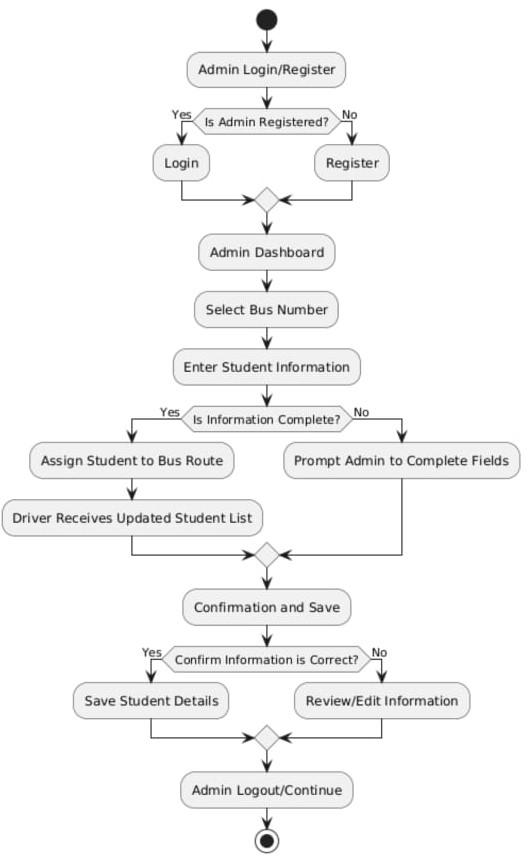 Admin Login/Register
Yes
Is Admin Registered?
No
Login
Register
Admin Dashboard
Select Bus Number
Enter Student Information
Yes
Is Information Complete?
No
Assign Student to Bus Route
Prompt Admin to Complete Fields
Driver Receives Updated Student List
Confirmation and Save
Yes
Confirm Information is Correct?
No
Save Student Details
Review/Edit Information
Admin Logout/Continue